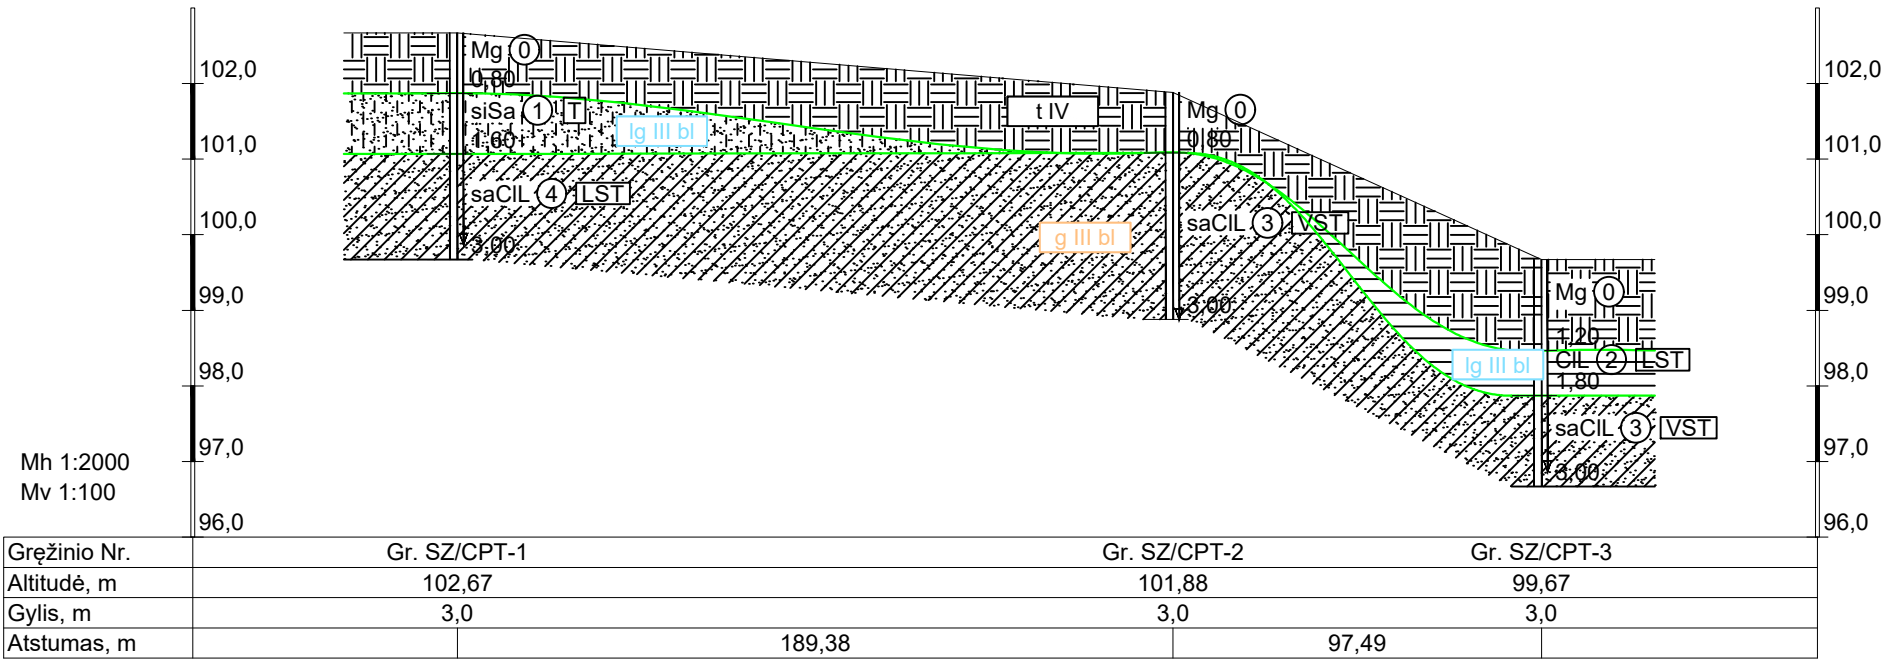 102,0
101,0
100,0
99,0
98,0
97,0
96,0
Mh 1:2000
Mv 1:100
Mg 0
0,80
siSa 1 T
1,60
saClL 4 LST
3,00
lg III bl
t IV
g III bl
Mg 0
0,80
saClL 3 VST
3,00
Mg 0
1,20
lg III bl
ClL 2 LST
1,80
saClL 3 VST
3,00
102,0
101,0
100,0
99,0
98,0
97,0
96,0
Gręžinio Nr. Gr. SZ/CPT-1 Gr. SZ/CPT-2 Gr. SZ/CPT-3
Altitudė, m 102,67 101,88 99,67
Gylis, m 3,0 3,0 3,0
Atstumas, m 189,38 97,49